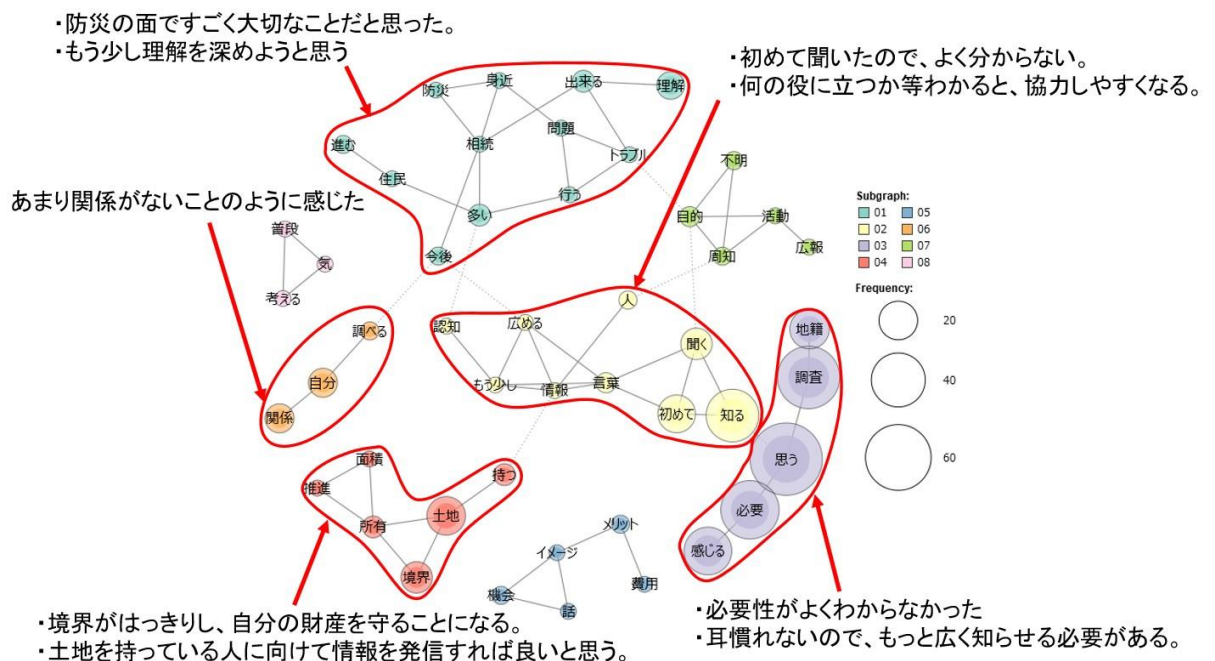 ・防災の面ですごく大切なことだと思った。
・もう少し理解を深めようと思う
・初めて聞いたので、よく分からない。
・何の役に立つか等わかると、協力しやすくなる。
防災
身近
出来る
理解
進む
相続
問題
トラブル
住民
多い
行う
今後
不明
目的
活動
周知
広報
あまり関係がないことのように感じた
普段
気
考える
調べる
自分
関係
認知
広める
人
聞く
もう少し
情報
言葉
初めて
知る
地籍
調査
思う
必要
感じる
Subgraph:
01
05
02
06
03
07
04
08
Frequency:
20
40
60
面積
推進
持つ
所有
土地
境界
メリット
イメージ
機会
費用
話
・境界がはっきりし、自分の財産を守ることになる。
・土地を持っている人に向けて情報を発信すれば良いと思う。
・必要性がよくわからなかった
・耳慣れないので、もっと広く知らせる必要がある。